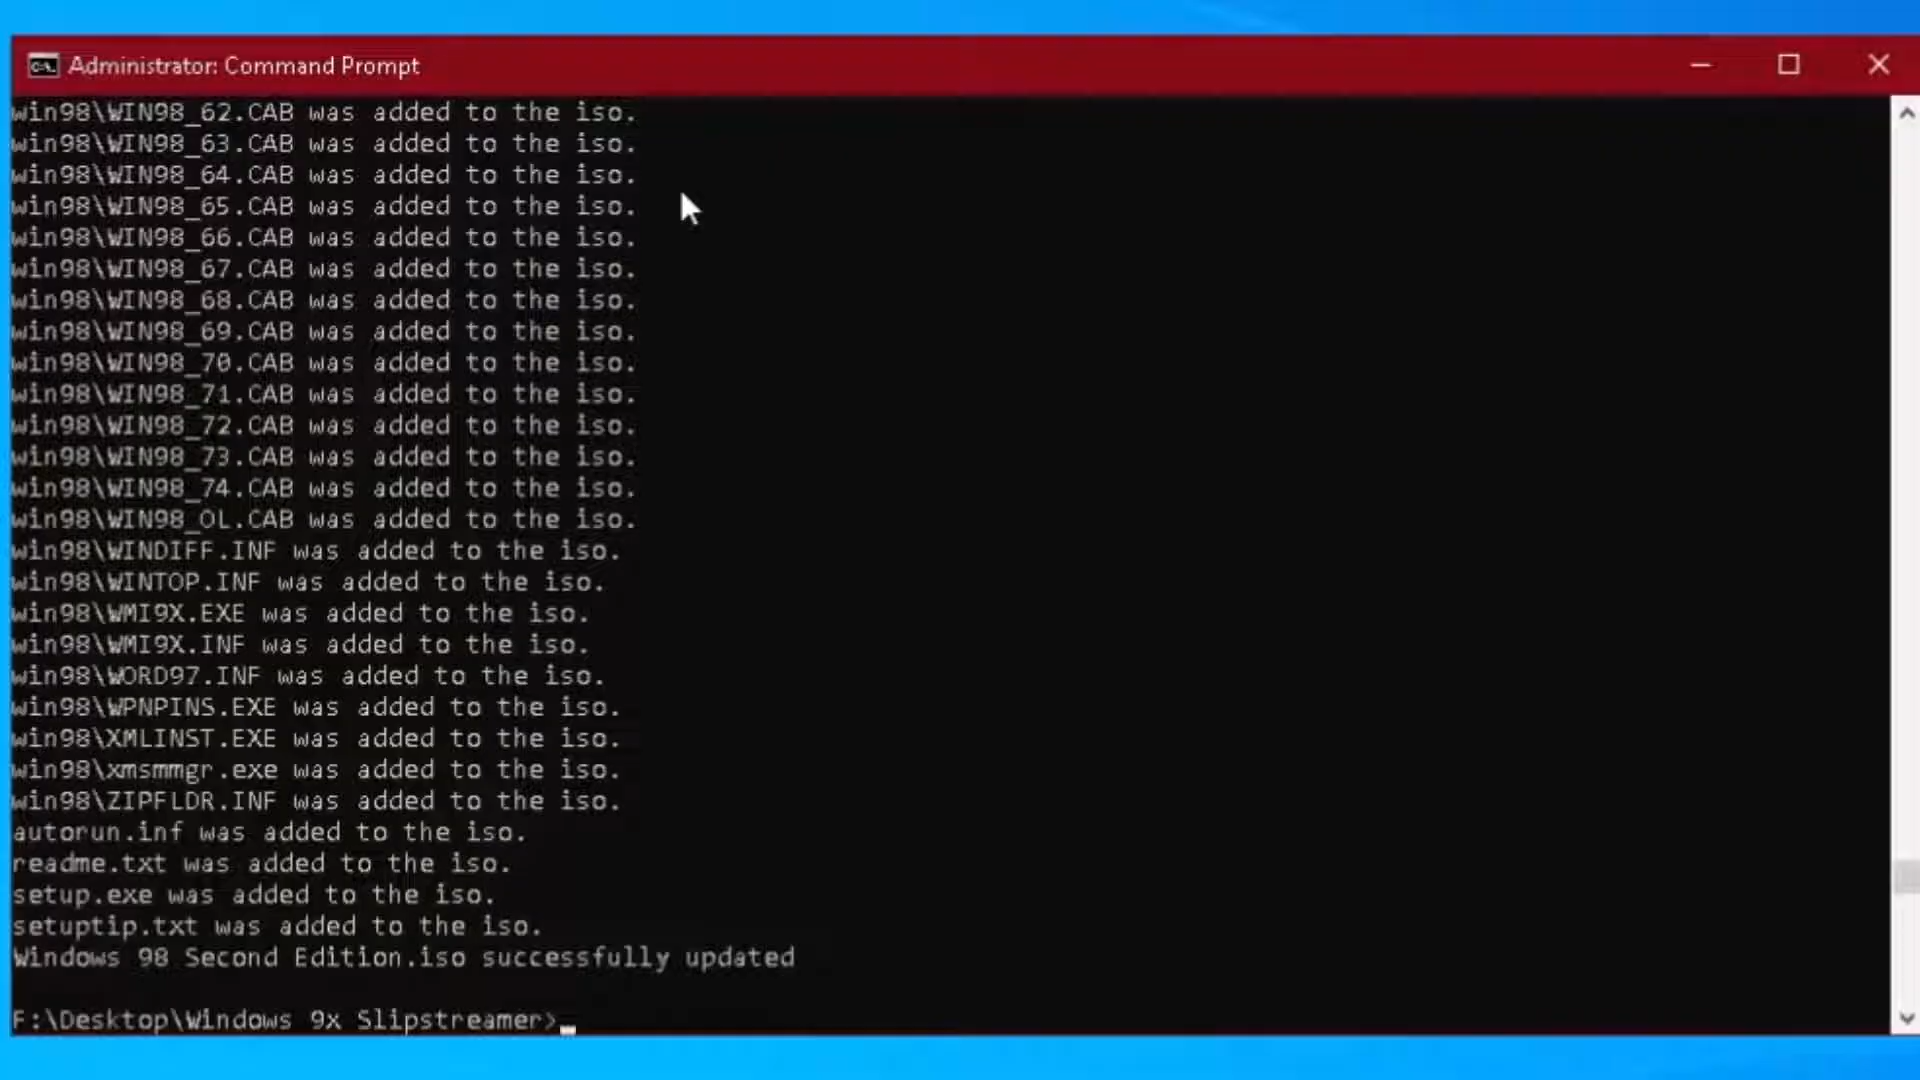 Administrator: Command Prompt
win98\WIN98_62.CAB was added to the iso.
win98\WIN98_63.CAB was added to the iso.
win98\WIN98_64.CAB was added to the iso.
win98\WIN98_65.CAB was added to the iso.
win98\WIN98_66.CAB was added to the iso.
win98\WIN98_67.CAB was added to the iso.
win98\WIN98_68.CAB was added to the iso.
win98\WIN98_69.CAB was added to the iso.
win98\WIN98_70.CAB was added to the iso.
win98\WIN98_71.CAB was added to the iso.
win98\WIN98_72.CAB was added to the iso.
win98\WIN98_73.CAB was added to the iso.
win98\WIN98_74.CAB was added to the iso.
win98\WIN98_OL.CAB was added to the iso.
win98\WINDIFF.INF was added to the iso.
win98\WINTOP.INF was added to the iso.
win98\WMI9X.EXE was added to the iso.
win98\WMI9X.INF was added to the iso.
win98\WORD97.INF was added to the iso.
win98\WPNPINS.EXE was added to the iso.
win98\XMLINST.EXE was added to the iso.
win98\xmsmmgr.exe was added to the iso.
win98\ZIPFLDR.INF was added to the iso.
autorun.inf was added to the iso.
readme.txt was added to the iso.
setup.exe was added to the iso.
setuptip.txt was added to the iso.
Windows 98 Second Edition.iso successfully updated
F:\Desktop\Windows 9x Slipstreamer>